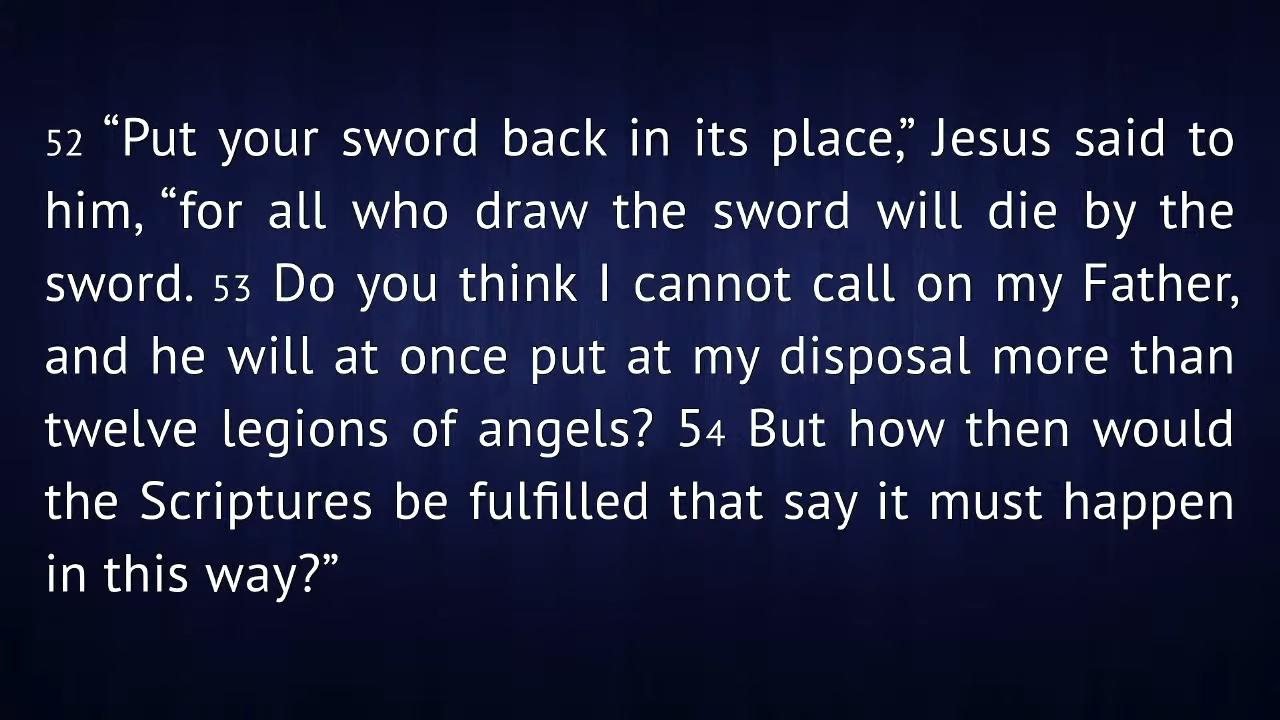 52 “Put your sword back in its place,” Jesus said to
him, “for all who draw the sword will die by the
sword. 53 Do you think I cannot call on my Father,
and he will at once put at my disposal more than
twelve legions of angels? 54 But how then would
the Scriptures be fulfilled that say it must happen
in this way?”